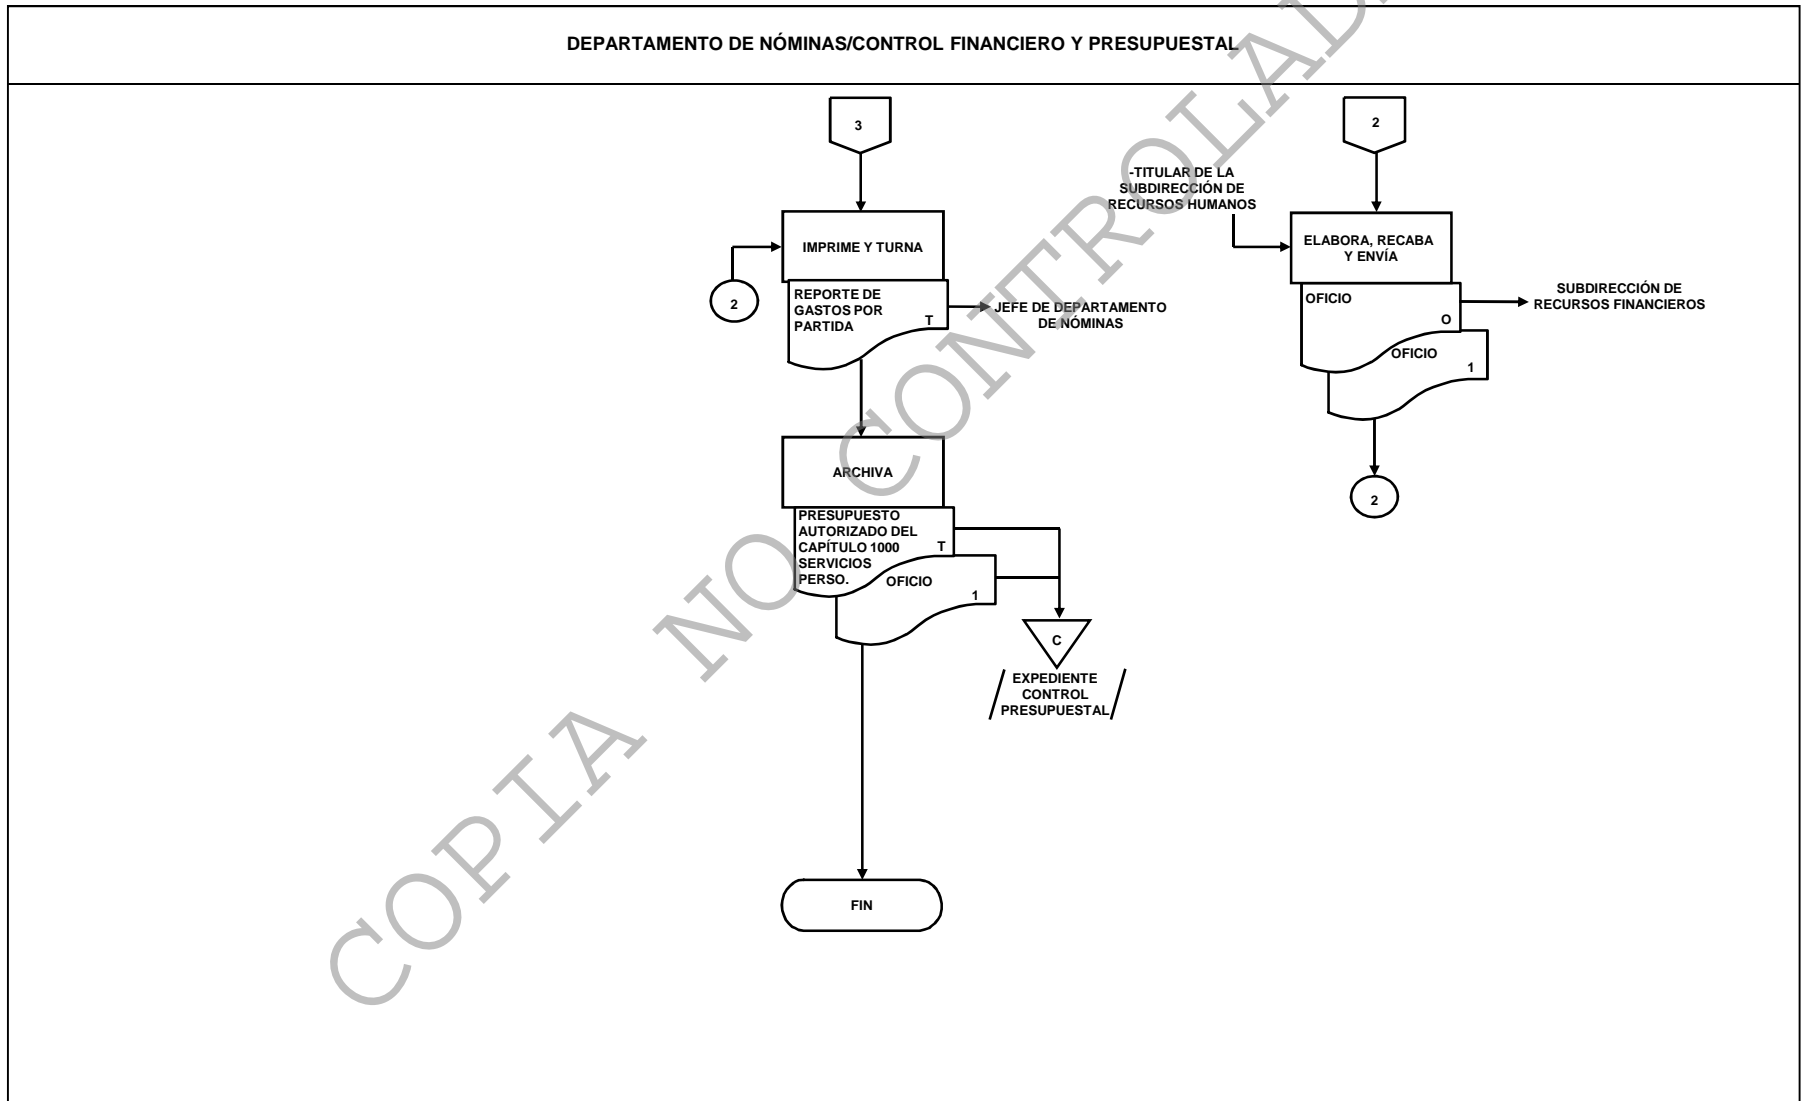 DEPARTAMENTO DE NÓMINAS/CONTROL FINANCIERO Y PRESUPUESTAL
3
IMPRIME Y TURNA
2
REPORTE DE
GASTOS POR
PARTIDA
T
JEFE DE DEPARTAMENTO
DE NÓMINAS
ARCHIVA
PRESUPUESTO
AUTORIZADO DEL
CAPÍTULO 1000
SERVICIOS
PERSO.
T
OFICIO
1
C
EXPEDIENTE
CONTROL
PRESUPUESTAL
FIN
2
-TITULAR DE LA
SUBDIRECCIÓN DE
RECURSOS HUMANOS
ELABORA, RECABA
Y ENVÍA
OFICIO
O
SUBDIRECCIÓN DE
RECURSOS FINANCIEROS
OFICIO
1
2
COPIA NO CONTROLAD